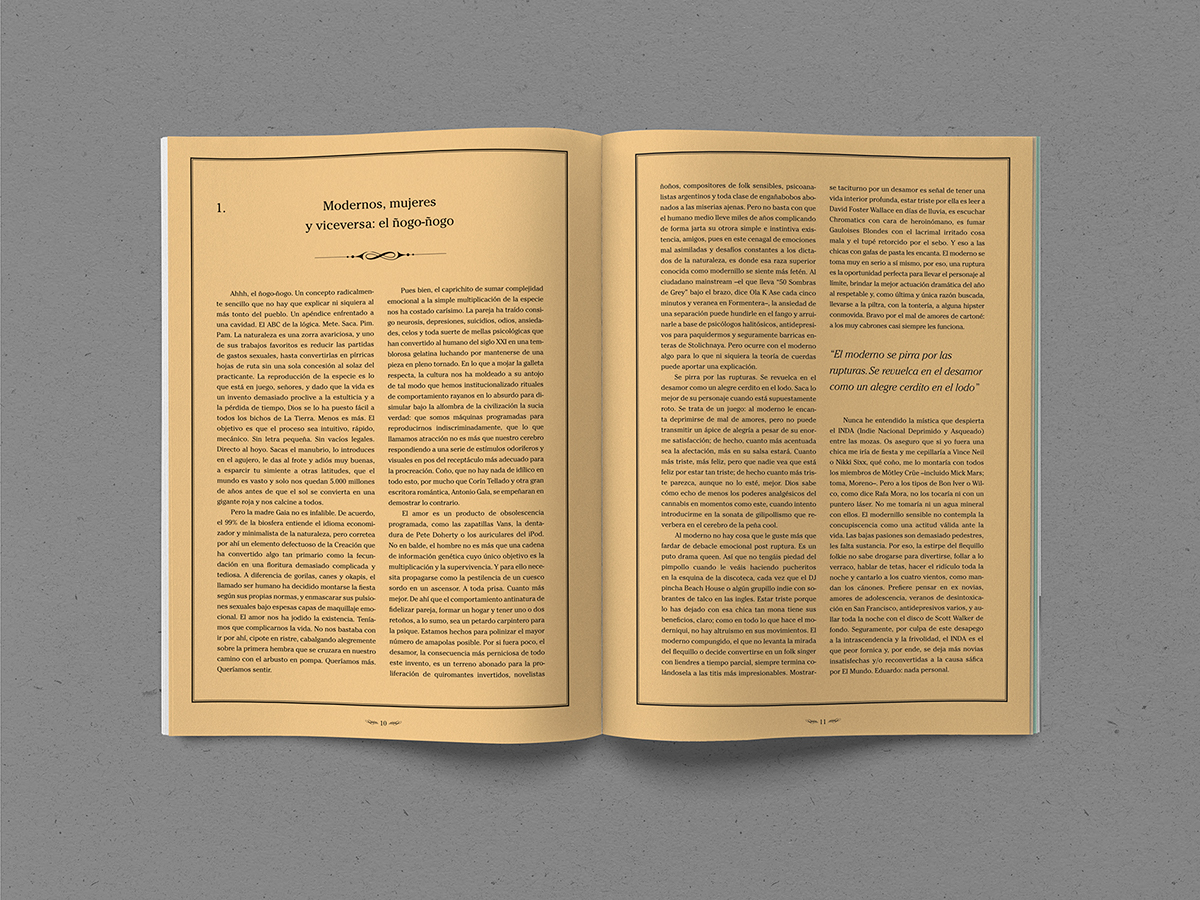 1.
Modernos, mujeres
y viceversa: el ñogo-ñogo
Ahhh, el ñogo-ñogo. Un concepto radicalmen-
te sencillo que no hay que explicar ni siquiera al
más tonto del pueblo. Un apéndice enfrentado a
una cavidad. El ABC de la lógica. Mete. Saca. Pim.
Pam. La naturaleza es una zorra avariciosa, y uno
de sus trabajos favoritos es reducir las partidas
de gastos sexuales, hasta convertirlas en pírricas
hojas de ruta sin una sola concesión al solaz del
practicante. La reproducción de la especie es lo
que está en juego, señores, y dado que la vida es
un invento demasiado proclive a la estulticia y a
la pérdida de tiempo, Dios se lo ha puesto fácil a
todos los bichos de La Tierra. Menos es más. El
objetivo es que el proceso sea intuitivo, rápido,
mecánico. Sin letra pequeña. Sin vacíos legales.
Directo al hoyo. Sacas el manubrio, lo introduces
en el agujero, le das al frote y adiós muy buenas,
a esparcir tu simiente a otras latitudes, que el
mundo es vasto y solo nos quedan 5.000 millones
de años antes de que el sol se convierta en una
gigante roja y nos calcine a todos.
Pero la madre Gaia no es infalible. De acuerdo,
el 99% de la biosfera entiende el idioma economi-
zador y minimalista de la naturaleza, pero corretea
por ahí un elemento defectuoso de la Creación que
ha convertido algo tan primario como la fecun-
dación en una floritura demasiado complicada y
tediosa. A diferencia de gorilas, canes y okapis, el
llamado ser humano ha decidido montarse la fiesta
según sus propias normas, y enmascarar sus pulsio-
nes sexuales bajo espesas capas de maquillaje emo-
cional. El amor nos ha jodido la existencia. Tenía-
mos que complicarnos la vida. No nos bastaba con
ir por ahí, cipote en ristre, cabalgando alegremente
sobre la primera hembra que se cruzara en nuestro
camino con el arbusto en pompa. Queríamos más.
Queríamos sentir.
Pues bien, el caprichito de sumar complejidad
emocional a la simple multiplicación de la especie
nos ha costado carísimo. La pareja ha traído consi-
go neurosis, depresiones, suicidios, odios, ansieda-
des, celos y toda suerte de mellas psicológicas que
han convertido al humano del siglo XXI en una tem-
blorosa gelatina luchando por mantenerse de una
pieza en pleno tornado. En lo que a mojar la galleta
respecta, la cultura nos ha moldeado a su antojo
de tal modo que hemos institucionalizado rituales
de comportamiento rayanos en lo absurdo para di-
simular bajo la alfombra de la civilización la sucia
verdad: que somos máquinas programadas para
reproducirnos indiscriminadamente, que lo que
llamamos atracción no es más que nuestro cerebro
respondiendo a una serie de estímulos odoríferos y
visuales en pos del receptáculo más adecuado para
la procreación. Coño, que no hay nada de idílico en
todo esto, por mucho que Corín Tellado y otra gran
escritora romántica, Antonio Gala, se empeñaran en
demostrar lo contrario.
El amor es un producto de obsolescencia
programada, como las zapatillas Vans, la denta-
dura de Pete Doherty o los auriculares del iPod.
No en balde, el hombre no es más que una cadena
de información genética cuyo único objetivo es la
multiplicación y la supervivencia. Y para ello nece-
sita propagarse como la pestilencia de un cuesco
sordo en un ascensor. A toda prisa. Cuanto más
mejor. De ahí que el comportamiento antinatura de
fidelizar pareja, formar un hogar y tener uno o dos
retoños, a lo sumo, sea un petardo carpintero para
la psique. Estamos hechos para polinizar el mayor
número de amapolas posible. Por si fuera poco, el
desamor, la consecuencia más perniciosa de todo
este invento, es un terreno abonado para la pro-
liferación de quiromantes invertidos, novelistas
10
ñoños, compositores de folk sensibles, psicoana-
listas argentinos y toda clase de engañabobos abo-
nados a las miserias ajenas. Pero no basta con que
el humano medio lleve miles de años complicando
de forma jarta su otrora simple e instintiva exis-
tencia, amigos, pues en este cenagal de emociones
mal asimiladas y desafíos constantes a los dicta-
dos de la naturaleza, es donde esa raza superior
conocida como modernillo se siente más fetén. Al
ciudadano mainstream –el que lleva “50 Sombras
de Grey” bajo el brazo, dice Ola K Ase cada cinco
minutos y veranea en Formentera–, la ansiedad de
una separación puede hundirle en el fango y arrui-
narle a base de psicólogos halitósicos, antidepresi-
vos para paquidermos y seguramente barricas en-
teras de Stolichnaya. Pero ocurre con el moderno
algo para lo que ni siquiera la teoría de cuerdas
puede aportar una explicación.
Se pirra por las rupturas. Se revuelca en el
desamor como un alegre cerdito en el lodo. Saca lo
mejor de su personaje cuando está supuestamente
roto. Se trata de un juego: al moderno le encan-
ta deprimirse de mal de amores, pero no puede
transmitir un ápice de alegría a pesar de su enor-
me satisfacción; de hecho, cuanto más acentuada
sea la afectación, más en su salsa estará. Cuanto
más triste, más feliz, pero que nadie vea que está
feliz por estar tan triste; de hecho cuanto más tris-
te parezca, aunque no lo esté, mejor. Dios sabe
cómo echo de menos los poderes analgésicos del
cannabis en momentos como este, cuando intento
introducirme en la sonata de gilipollismo que re-
verbera en el cerebro de la peña cool.
Al moderno no hay cosa que le guste más que
fardar de debacle emocional post ruptura. Es un
puto drama queen. Así que no tengáis piedad del
pimpollo cuando le veáis haciendo pucheritos
en la esquina de la discoteca, cada vez que el DJ
pincha Beach House o algún grupillo indie con so-
brantes de talco en las ingles. Estar triste porque
lo has dejado con esa chica tan mona tiene sus
beneficios, claro; como en todo lo que hace el mo-
derniqui, no hay altruismo en sus movimientos. El
moderno compungido, el que no levanta la mirada
del flequillo o decide convertirse en un folk singer
con liendres a tiempo parcial, siempre termina co-
lándosela a las titis más impresionables. Mostrar-
se taciturno por un desamor es señal de tener una
vida interior profunda, estar triste por ella es leer a
David Foster Wallace en días de lluvia, es escuchar
Chromatics con cara de heroinómano, es fumar
Gauloises Blondes con el lacrimal irritado cosa
mala y el tupé retorcido por el sebo. Y eso a las
chicas con gafas de pasta les encanta. El moderno se
toma muy en serio a sí mismo, por eso, una ruptura
es la oportunidad perfecta para llevar el personaje al
límite, brindar la mejor actuación dramática del año
al respetable y, como última y única razón buscada,
llevarse a la piltra, con la tontería, a alguna hipster
conmovida. Bravo por el mal de amores de cartoné:
a los muy cabrones casi siempre les funciona.
“El moderno se pirra por las
rupturas. Se revuelca en el desamor
como un alegre cerdito en el lodo”
Nunca he entendido la mística que despierta
el INDA (Indie Nacional Deprimido y Asqueado)
entre las mozas. Os aseguro que si yo fuera una
chica me iría de fiesta y me cepillaría a Vince Neil
o Nikki Sixx, qué coño, me lo montaría con todos
los miembros de Mötley Crüe –incluido Mick Mars;
toma, Moreno–. Pero a los tipos de Bon Iver o Wil-
co, como dice Rafa Mora, no los tocaría ni con un
puntero láser. No me tomaría ni un agua mineral
con ellos. El modernillo sensible no contempla la
concupiscencia como una actitud válida ante la
vida. Las bajas pasiones son demasiado pedestres,
les falta sustancia. Por eso, la estirpe del flequillo
folkie no sabe drogarse para divertirse, follar a lo
verraco, hablar de tetas, hacer el ridículo toda la
noche y cantarlo a los cuatro vientos, como man-
dan los cánones. Prefiere pensar en ex novias,
amores de adolescencia, veranos de desintoxica-
ción en San Francisco, antidepresivos varios, y au-
llar toda la noche con el disco de Scott Walker de
fondo. Seguramente, por culpa de este desapego
a la intrascendencia y la frivolidad, el INDA es el
que peor fornica y, por ende, se deja más novias
insatisfechas y/o reconvertidas a la causa sáfica
por El Mundo. Eduardo: nada personal.
11